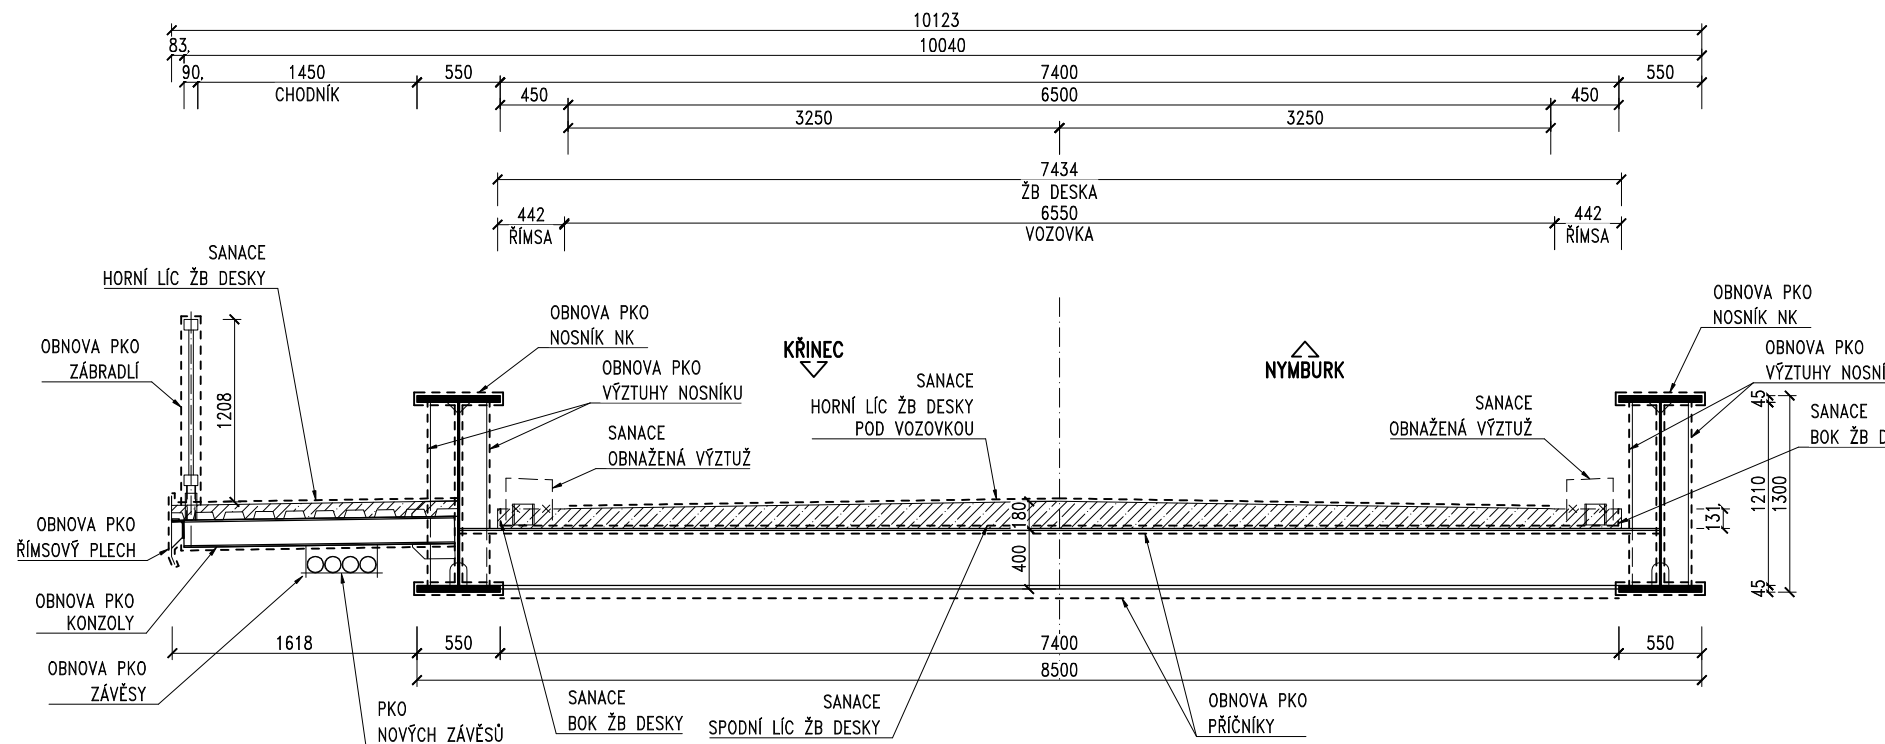 10123
83
10040
90
1450
550
7400
550
CHODNÍK
450
6500
450
3250
3250
7434
ŽB DESKA
442
6550
442
ŘÍMSA
VOZOVKA
ŘÍMSA
SANACE
HORNÍ LÍC ŽB DESKY
OBNOVA PKO
NOSNÍK NK
OBNOVA PKO
ZÁBRADLÍ
1208
OBNOVA PKO
VÝZTUHY NOSNÍKU
SANACE
OBNAŽENÁ VÝZTUŽ
KŘINEC
NYMBURK
SANACE
HORNÍ LÍC ŽB DESKY
POD VOZOVKOU
SANACE
OBNAŽENÁ VÝZTUŽ
OBNOVA PKO
NOSNÍK NK
OBNOVA PKO
VÝZTUHY NOSNÍ
SANACE
BOK ŽB D
45
1210
1300
131
45
180
400
OBNOVA PKO
ŘÍMSOVÝ PLECH
OBNOVA PKO
KONZOLY
1618
550
7400
550
8500
OBNOVA PKO
ZÁVĚSY
PKO
NOVÝCH ZÁVĚSŮ
SANACE
BOK ŽB DESKY
SANACE
SPODNÍ LÍC ŽB DESKY
OBNOVA PKO
PŘÍČNÍKY